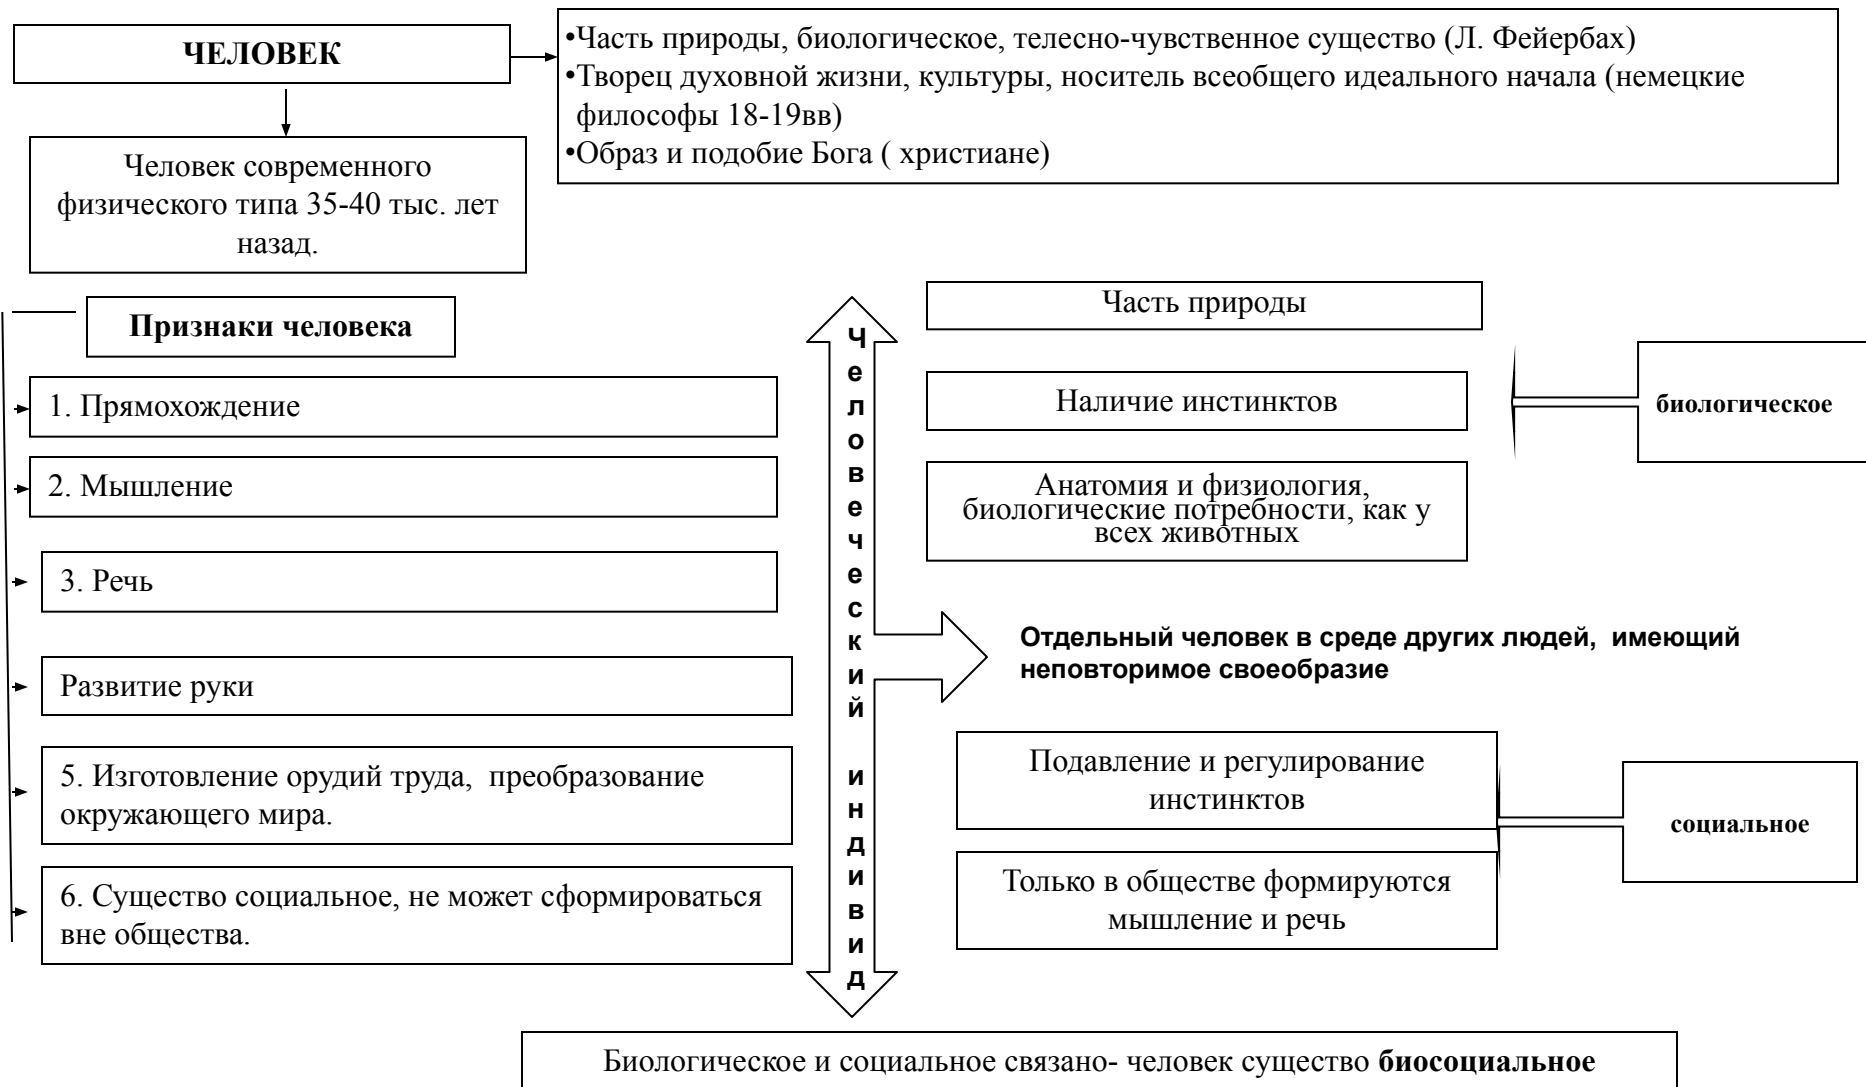 ЧЕЛОВЕК
•Часть природы, биологическое, телесно-чувственное существо (Л. Фейербах)
•Творец духовной жизни, культуры, носитель всеобщего идеального начала (немецкие
философы 18-19вв)
•Образ и подобие Бога ( христиане)
Человек современного
физического типа 35-40 тыс. лет
назад.
Признаки человека
1. Прямохождение
2. Мышление
3. Речь
Развитие руки
5. Изготовление орудий труда,  преобразование
окружающего мира.
6. Существо социальное, не может сформироваться
вне общества.
Человеческий индивид
Часть природы
Наличие инстинктов
Анатомия и физиология,
биологические потребности, как у
всех животных
биологическое
Отдельный человек в среде других людей,  имеющий
неповторимое своеобразие
Подавление и регулирование
инстинктов
Только в обществе формируются
мышление и речь
социальное
Биологическое и социальное связано- человек существо биосоциальное